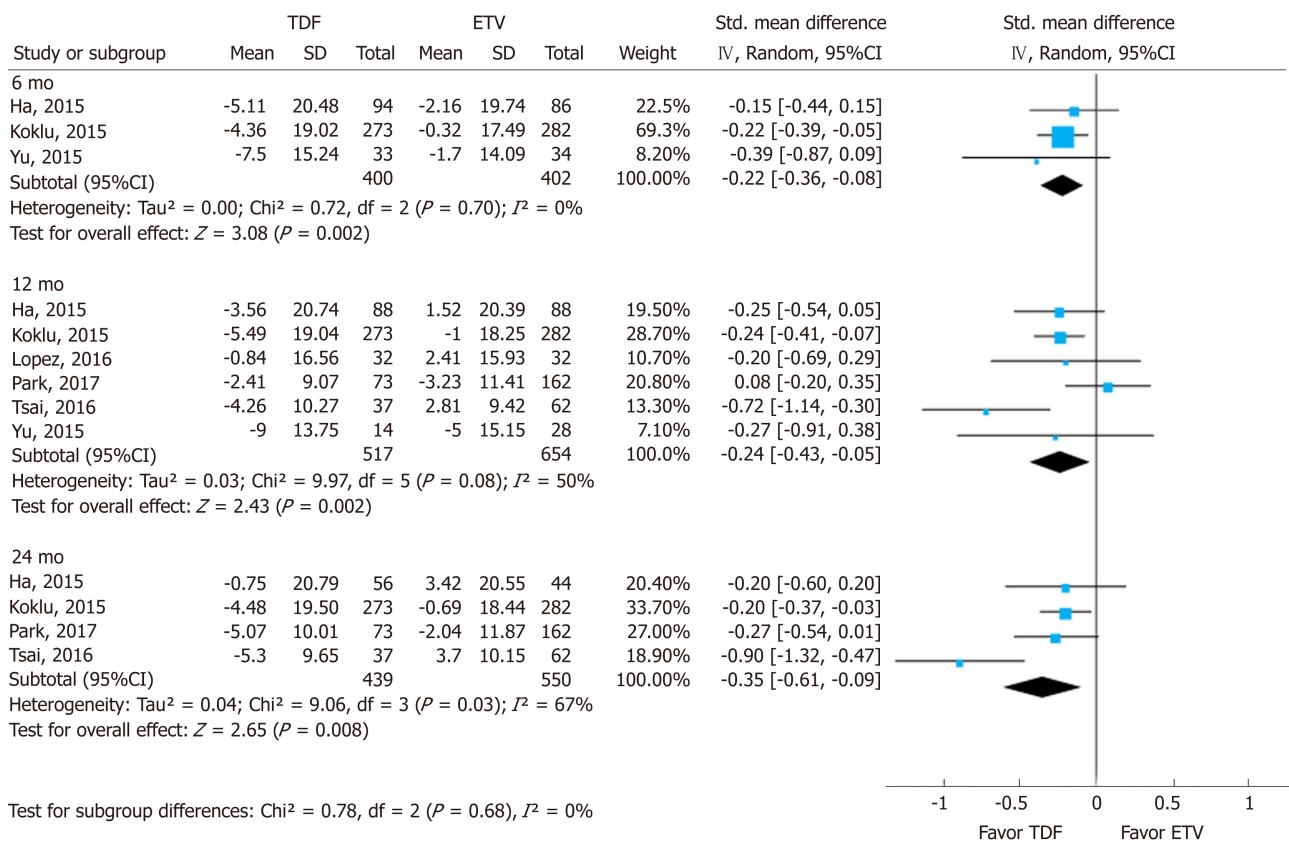 TDF ETV Std. mean difference Std. mean difference
Study or subgroup Mean SD Total Mean SD Total Weight Ⅳ, Random, 95%CI Ⅳ, Random, 95%CI
6 mo
Ha, 2015 -5.11 20.48 94 -2.16 19.74 86 22.5% -0.15 [-0.44, 0.15]
Koklu, 2015 -4.36 19.02 273 -0.32 17.49 282 69.3% -0.22 [-0.39, -0.05]
Yu, 2015 -7.5 15.24 33 -1.7 14.09 34 8.20% -0.39 [-0.87, 0.09]
Subtotal (95%CI) 400 402 100.00% -0.22 [-0.36, -0.08]
Heterogeneity: Tau² = 0.00; Chi² = 0.72, df = 2 (P = 0.70); I² = 0%
Test for overall effect: Z = 3.08 (P = 0.002)
12 mo
Ha, 2015 -3.56 20.74 88 1.52 20.39 88 19.50% -0.25 [-0.54, 0.05]
Koklu, 2015 -5.49 19.04 273 -1 18.25 282 28.70% -0.24 [-0.41, -0.07]
Lopez, 2016 -0.84 16.56 32 2.41 15.93 32 10.70% -0.20 [-0.69, 0.29]
Park, 2017 -2.41 9.07 73 -3.23 11.41 162 20.80% 0.08 [-0.20, 0.35]
Tsai, 2016 -4.26 10.27 37 2.81 9.42 62 13.30% -0.72 [-1.14, -0.30]
Yu, 2015 -9 13.75 14 -5 15.15 28 7.10% -0.27 [-0.91, 0.38]
Subtotal (95%CI) 517 654 100.0% -0.24 [-0.43, -0.05]
Heterogeneity: Tau² = 0.03; Chi² = 9.97, df = 5 (P = 0.08); I² = 50%
Test for overall effect: Z = 2.43 (P = 0.002)
24 mo
Ha, 2015 -0.75 20.79 56 3.42 20.55 44 20.40% -0.20 [-0.60, 0.20]
Koklu, 2015 -4.48 19.50 273 -0.69 18.44 282 33.70% -0.20 [-0.37, -0.03]
Park, 2017 -5.07 10.01 73 -2.04 11.87 162 27.00% -0.27 [-0.54, 0.01]
Tsai, 2016 -5.3 9.65 37 3.7 10.15 62 18.90% -0.90 [-1.32, -0.47]
Subtotal (95%CI) 439 550 100.00% -0.35 [-0.61, -0.09]
Heterogeneity: Tau² = 0.04; Chi² = 9.06, df = 3 (P = 0.03); I² = 67%
Test for overall effect: Z = 2.65 (P = 0.008)
Test for subgroup differences: Chi² = 0.78, df = 2 (P = 0.68), I² = 0%
-1 -0.5 0 0.5 1
Favor TDF Favor ETV